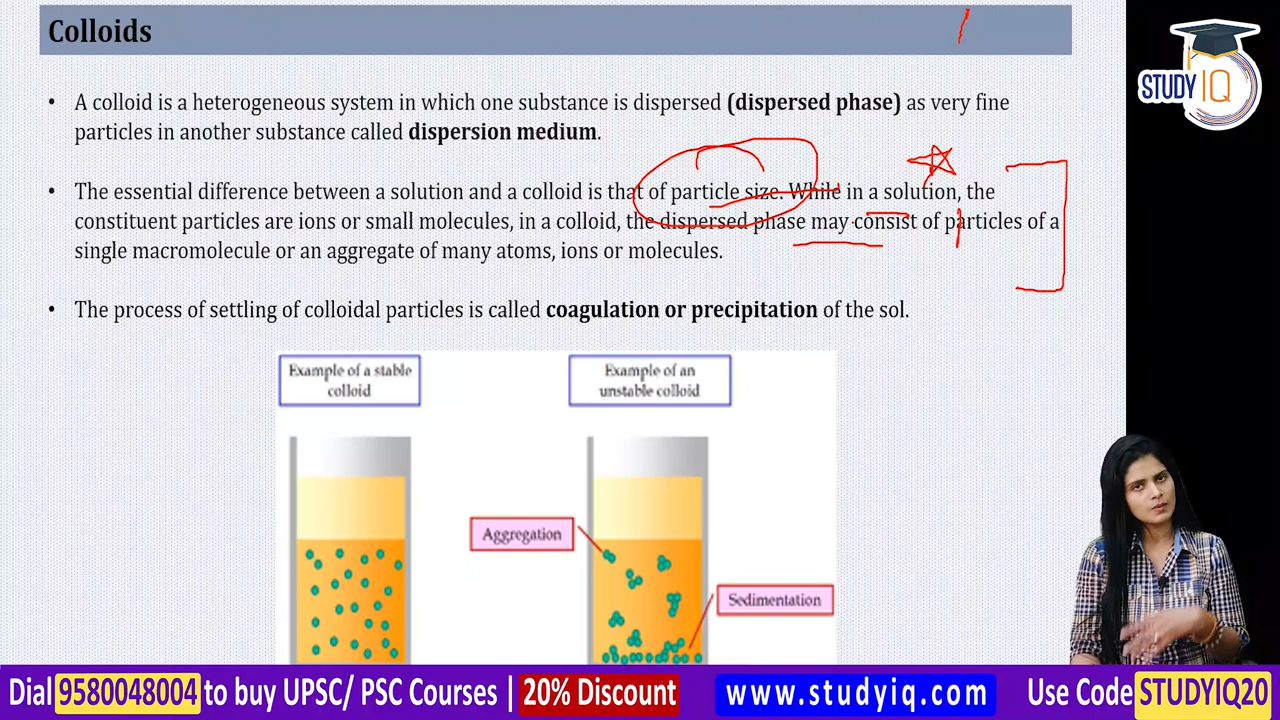 Colloids
STUDY IQ
• A colloid is a heterogeneous system in which one substance is dispersed (dispersed phase) as very fine
particles in another substance called dispersion medium.
• The essential difference between a solution and a colloid is that of particle size. While in a solution, the
constituent particles are ions or small molecules, in a colloid, the dispersed phase may consist of particles of a
single macromolecule or an aggregate of many atoms, ions or molecules.
• The process of settling of colloidal particles is called coagulation or precipitation of the sol.
Example of a stable
colloid
Example of an
unstable colloid
Aggregation
Sedimentation
Dial 9580048004 to buy UPSC/ PSC Courses | 20% Discount www.studyiq.com Use Code STUDYIQ20